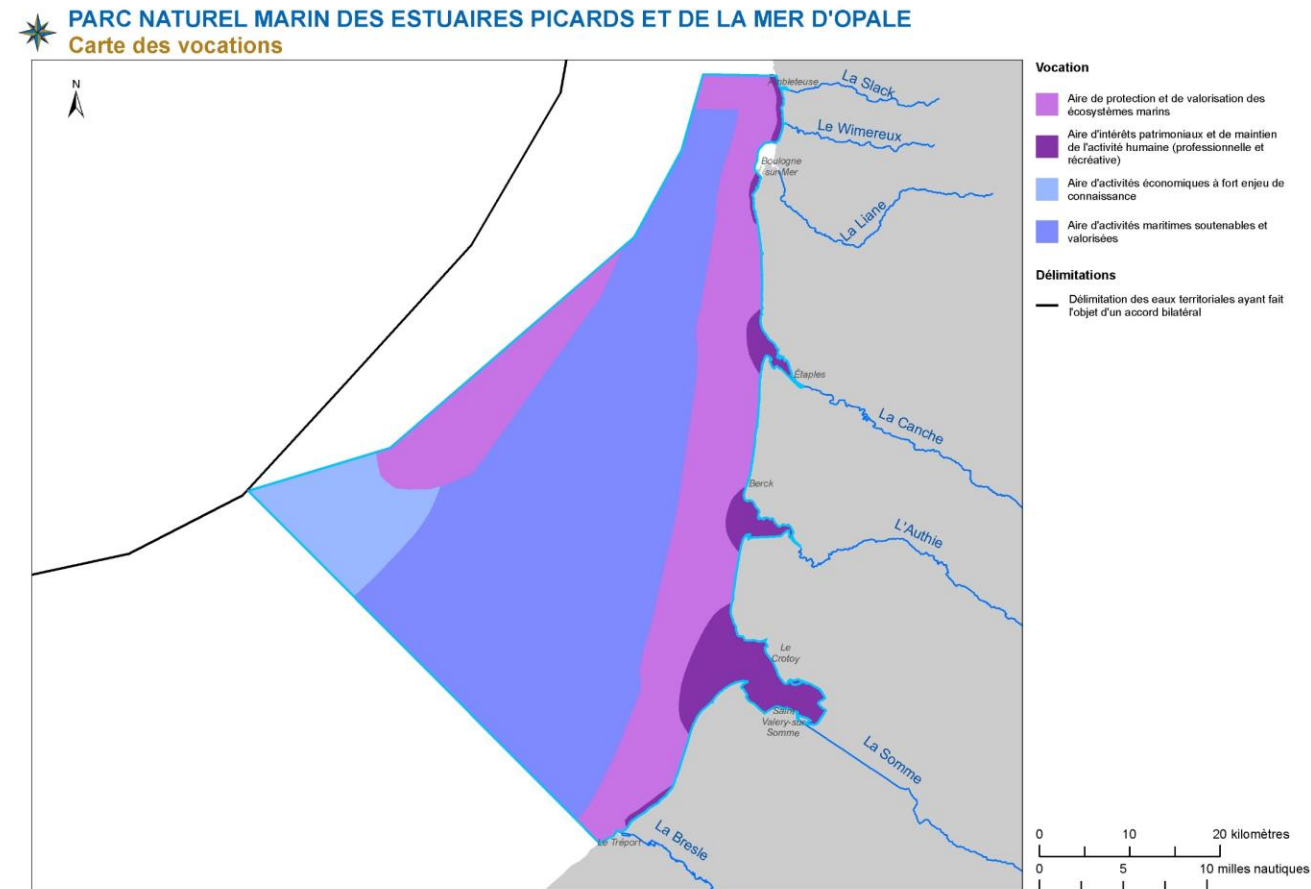 PARC NATUREL MARIN DES ESTUAIRES PICARDS ET DE LA MER D'OPALE
Carte des vocations
N
Ambleteuse
La Slack
Le Wimereux
Boulogne
sur-Mer
La Liane
Étaples
La Canche
Berck
L'Authie
Le
Crotoy
Saint
Valery-sur
Somme
La Somme
Le Tréport
La Bresle
Vocation
Aire de protection et de valorisation des
écosystèmes marins
Aire d'intérêts patrimoniaux et de maintien
de l'activité humaine (professionnelle et
récréative)
Aire d'activités économiques à fort enjeu de
connaissance
Aire d'activités maritimes soutenables et
valorisées
Délimitations
Délimitation des eaux territoriales ayant fait
l'objet d'un accord bilatéral
0 10 20 kilomètres
0 5 10 milles nautiques